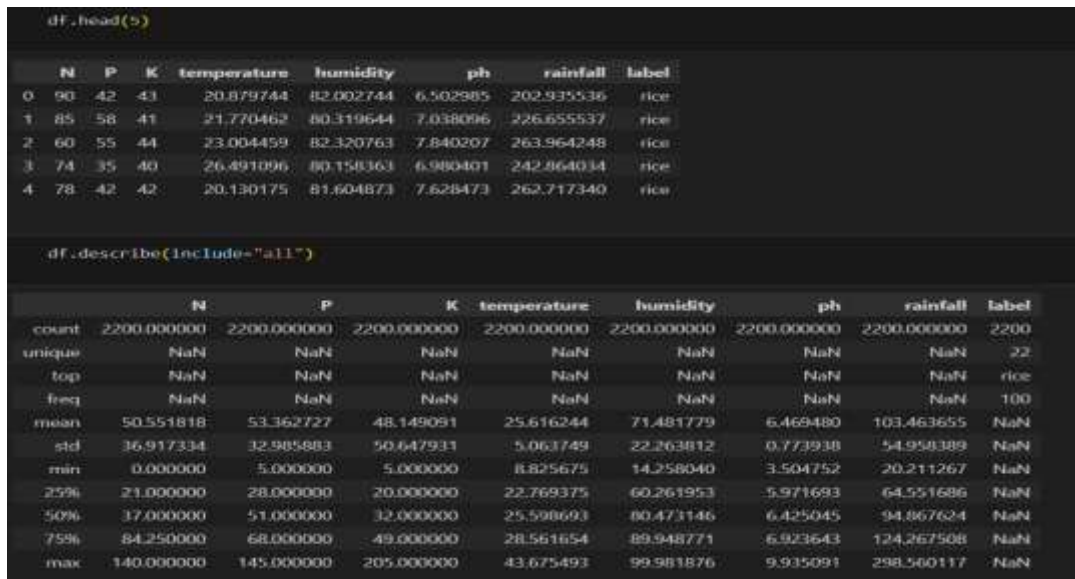 df.head(5)
N P K temperature humidity ph rainfall label
0 90 42 43 20.879744 82.002744 6.502985 202.935536 rice
1 85 58 41 21.770462 80.319644 7.038096 226.655537 rice
2 60 55 44 23.004459 82.320763 7.840207 263.964248 rice
3 74 35 40 26.491096 80.158363 6.980401 242.864034 rice
4 78 42 42 20.130175 81.604873 7.628473 262.717340 rice
df.describe(include="all")
N P K temperature humidity ph rainfall label
count 2200.000000 2200.000000 2200.000000 2200.000000 2200.000000 2200.000000 2200.000000 2200
unique NaN NaN NaN NaN NaN NaN NaN 22
top NaN NaN NaN NaN NaN NaN NaN rice
freq NaN NaN NaN NaN NaN NaN NaN 100
mean 50.551818 53.362727 48.149091 25.616244 71.481779 6.469480 103.463655 NaN
std 36.917334 32.985883 50.647931 5.063749 22.263812 0.773938 54.958389 NaN
min 0.000000 5.000000 5.000000 8.825675 14.258040 3.504752 20.211267 NaN
25% 21.000000 28.000000 20.000000 22.769375 60.261953 5.971693 64.551686 NaN
50% 37.000000 51.000000 32.000000 25.598693 80.473146 6.425045 94.867624 NaN
75% 84.250000 68.000000 49.000000 28.561654 89.948771 6.923643 124.267508 NaN
max 140.000000 145.000000 205.000000 43.675493 99.981876 9.935091 298.560117 NaN